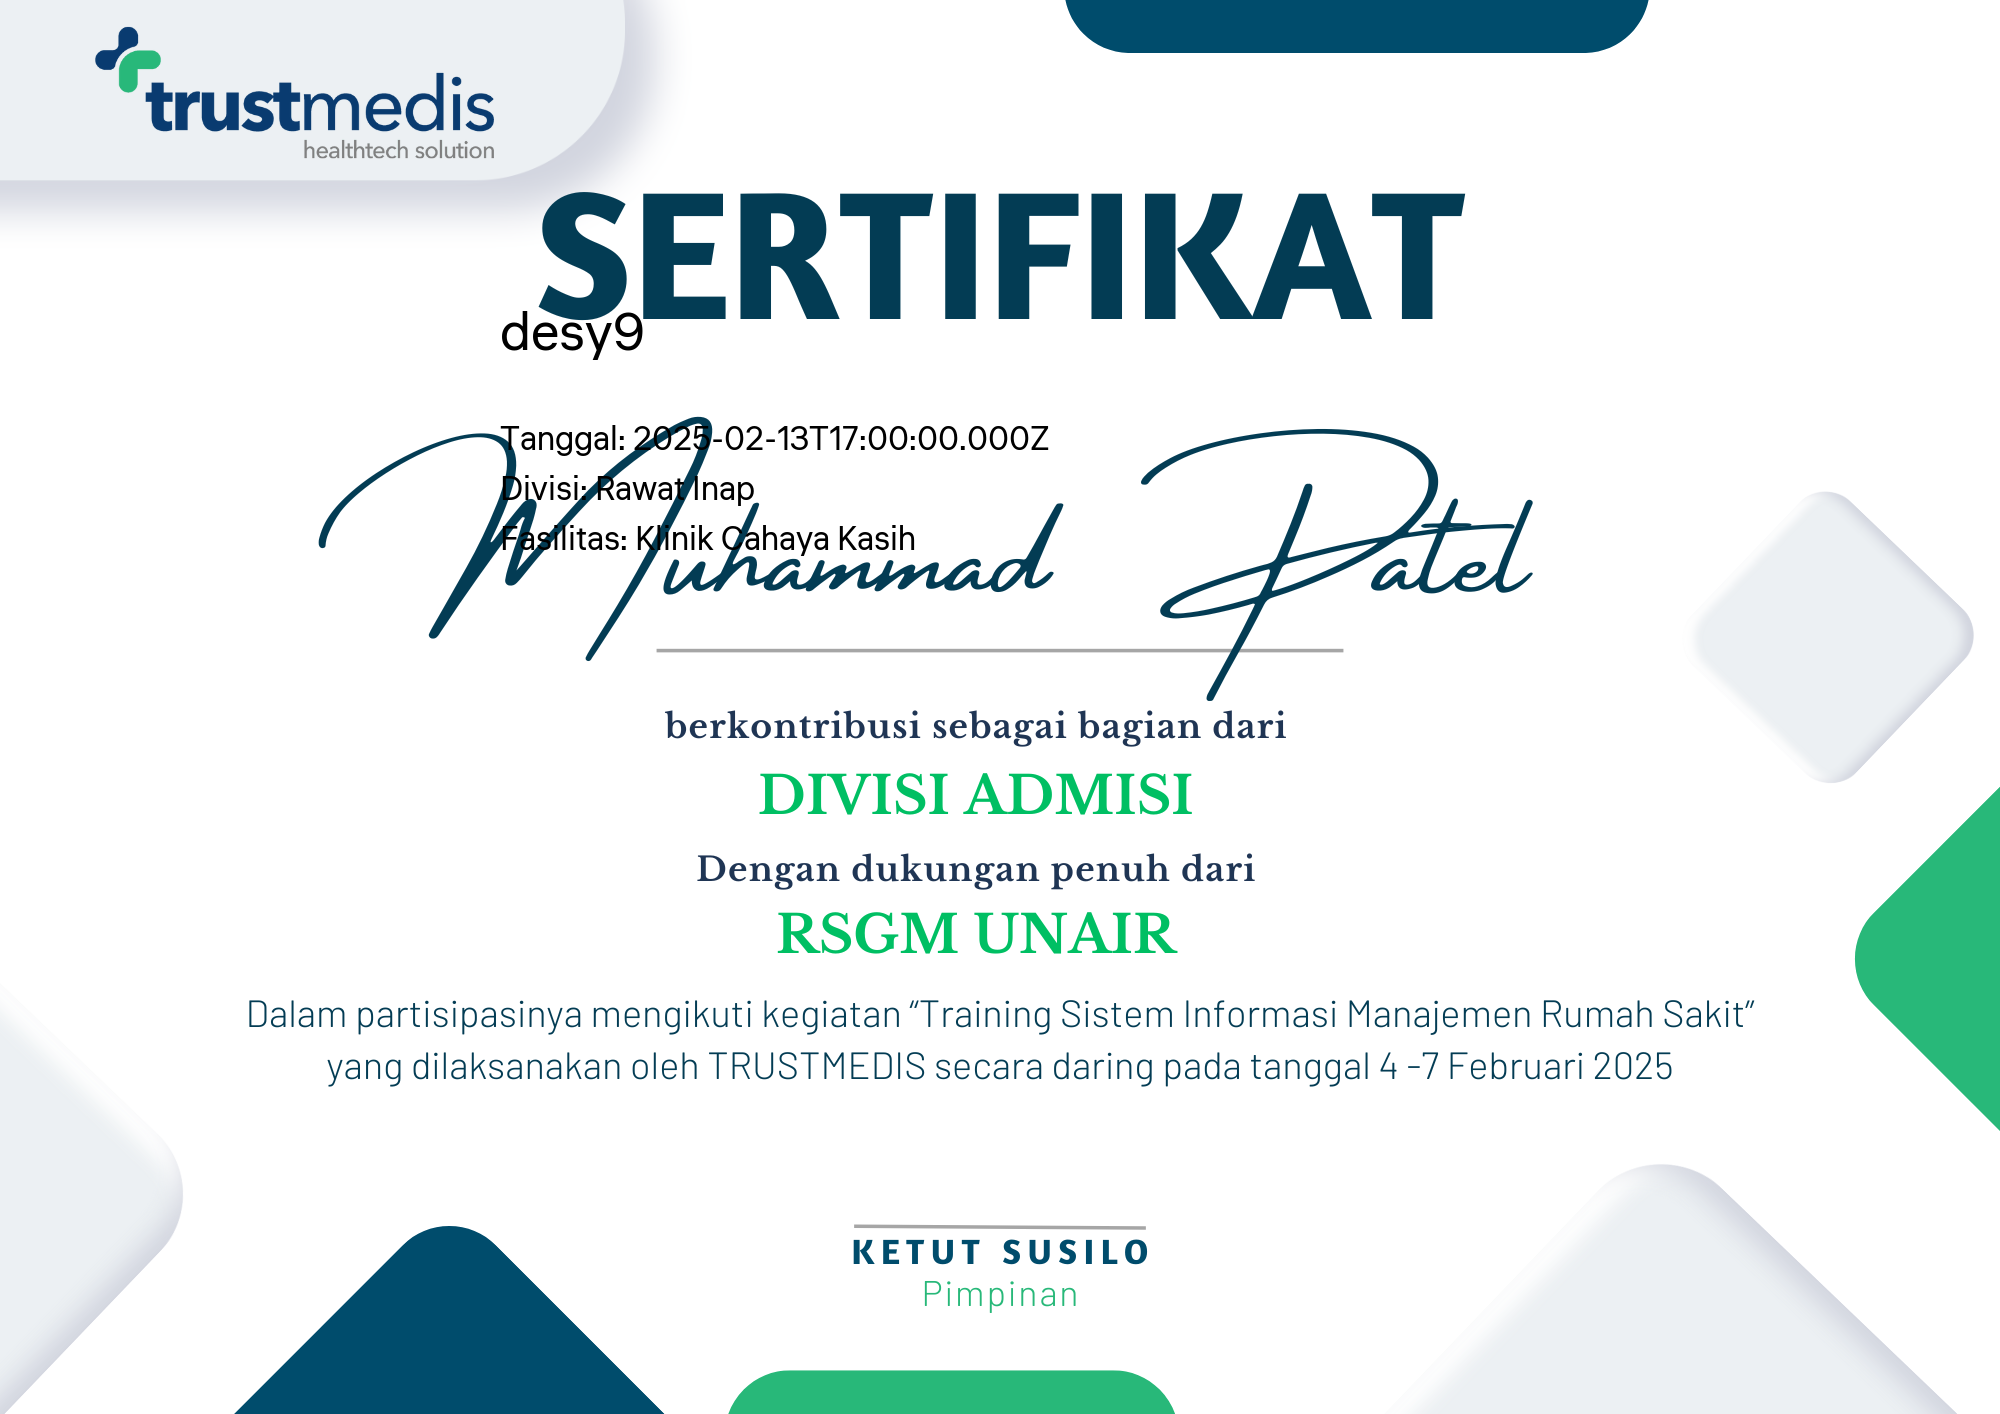 trustmedis
healthtech solution
SERTIFIKAT
desy9
Tanggal: 2025-02-13T17:00:00.000Z
Divisi: Rawat Inap
Fasilitas: Klinik Cahaya Kasih
Muhammad Patel
berkontribusi sebagai bagian dari
DIVISI ADMISI
Dengan dukungan penuh dari
RSGM UNAIR
Dalam partisipasinya mengikuti kegiatan “Training Sistem Informasi Manajemen Rumah Sakit”
yang dilaksanakan oleh TRUSTMEDIS secara daring pada tanggal 4 -7 Februari 2025
KETUT SUSILO
Pimpinan